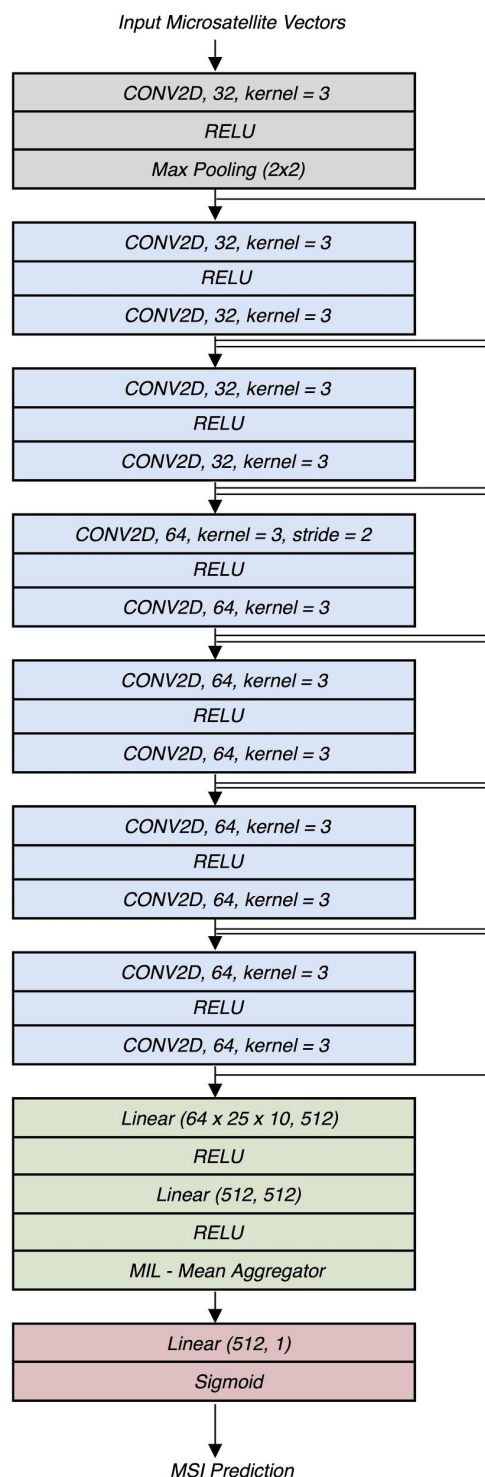 Input Microsatellite Vectors
CONV2D, 32, kernel = 3
RELU
Max Pooling (2x2)
CONV2D, 32, kernel = 3
RELU
CONV2D, 32, kernel = 3
CONV2D, 32, kernel = 3
RELU
CONV2D, 32, kernel = 3
CONV2D, 64, kernel = 3, stride = 2
RELU
CONV2D, 64, kernel = 3
CONV2D, 64, kernel = 3
RELU
CONV2D, 64, kernel = 3
CONV2D, 64, kernel = 3
RELU
CONV2D, 64, kernel = 3
CONV2D, 64, kernel = 3
RELU
CONV2D, 64, kernel = 3
Linear (64 x 25 x 10, 512)
RELU
Linear (512, 512)
RELU
MIL - Mean Aggregator
Linear (512, 1)
Sigmoid
MSI Prediction